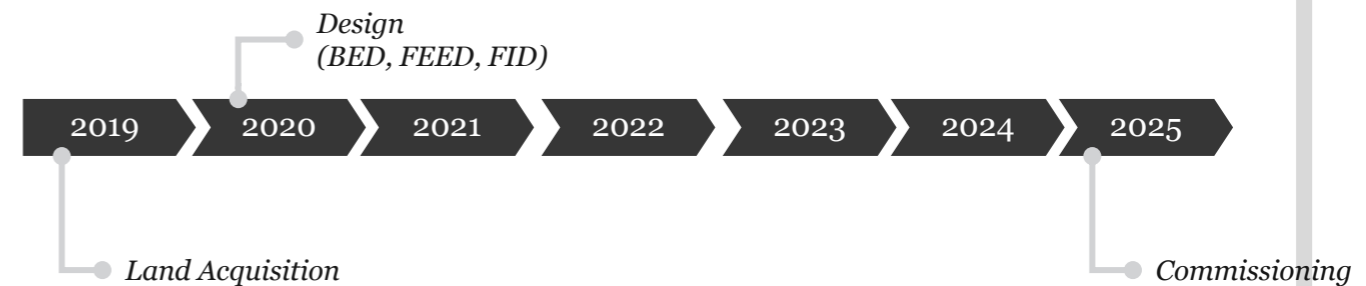 Design
(BED, FEED, FID)
2019 2020 2021 2022 2023 2024 2025
Land Acquisition
Commissioning